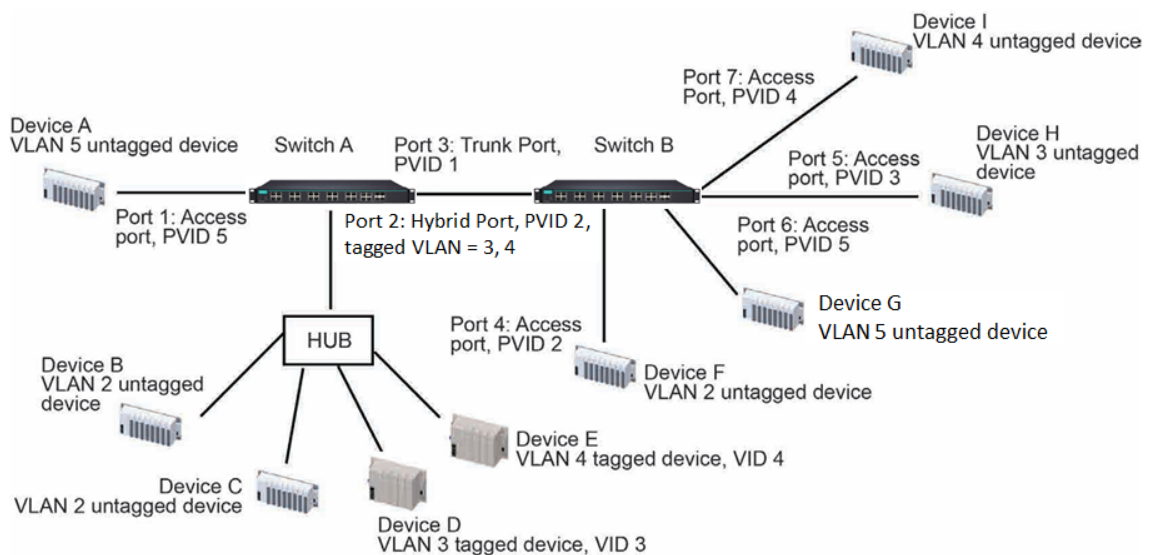 Device I
VLAN 4 untagged device
Port 7: Access
Port, PVID 4
Device A
VLAN 5 untagged device
Switch A
Port 3: Trunk Port,
PVID 1
Switch B
Device H
VLAN 3 untagged
device
Port 5: Access
port, PVID 3
Port 1: Access
port, PVID 5
Port 2: Hybrid Port, PVID 2,
tagged VLAN = 3, 4
Port 6: Access
port, PVID 5
Device G
VLAN 5 untagged device
HUB
Port 4: Access
port, PVID 2
Device B
VLAN 2 untagged
device
Device F
VLAN 2 untagged device
Device E
VLAN 4 tagged device, VID 4
Device C
VLAN 2 untagged device
Device D
VLAN 3 tagged device, VID 3